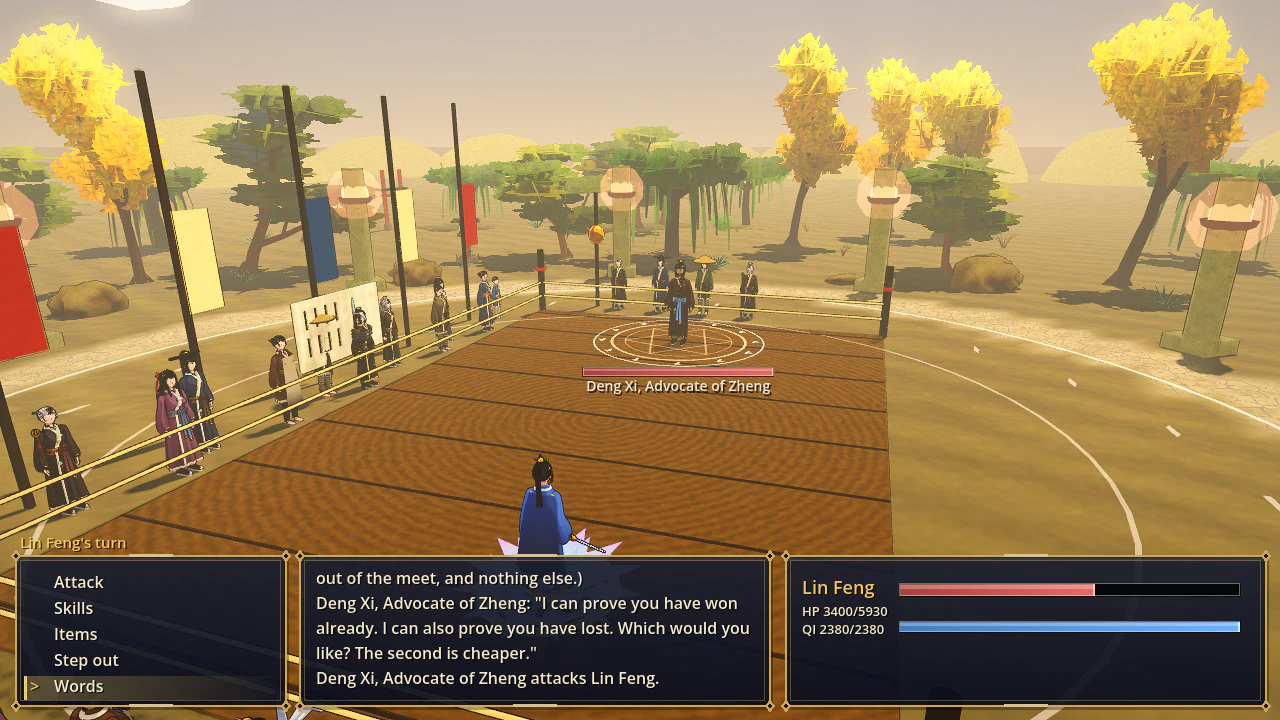 Deng Xi, Advocate of Zheng
Lin Feng's turn
Attack
Skills
Items
Step out
> Words
out of the meet, and nothing else.)
Deng Xi, Advocate of Zheng: "I can prove you have won
already. I can also prove you have lost. Which would you
like? The second is cheaper."
Deng Xi, Advocate of Zheng attacks Lin Feng.
Lin Feng
HP 3400/5930
QI 2380/2380